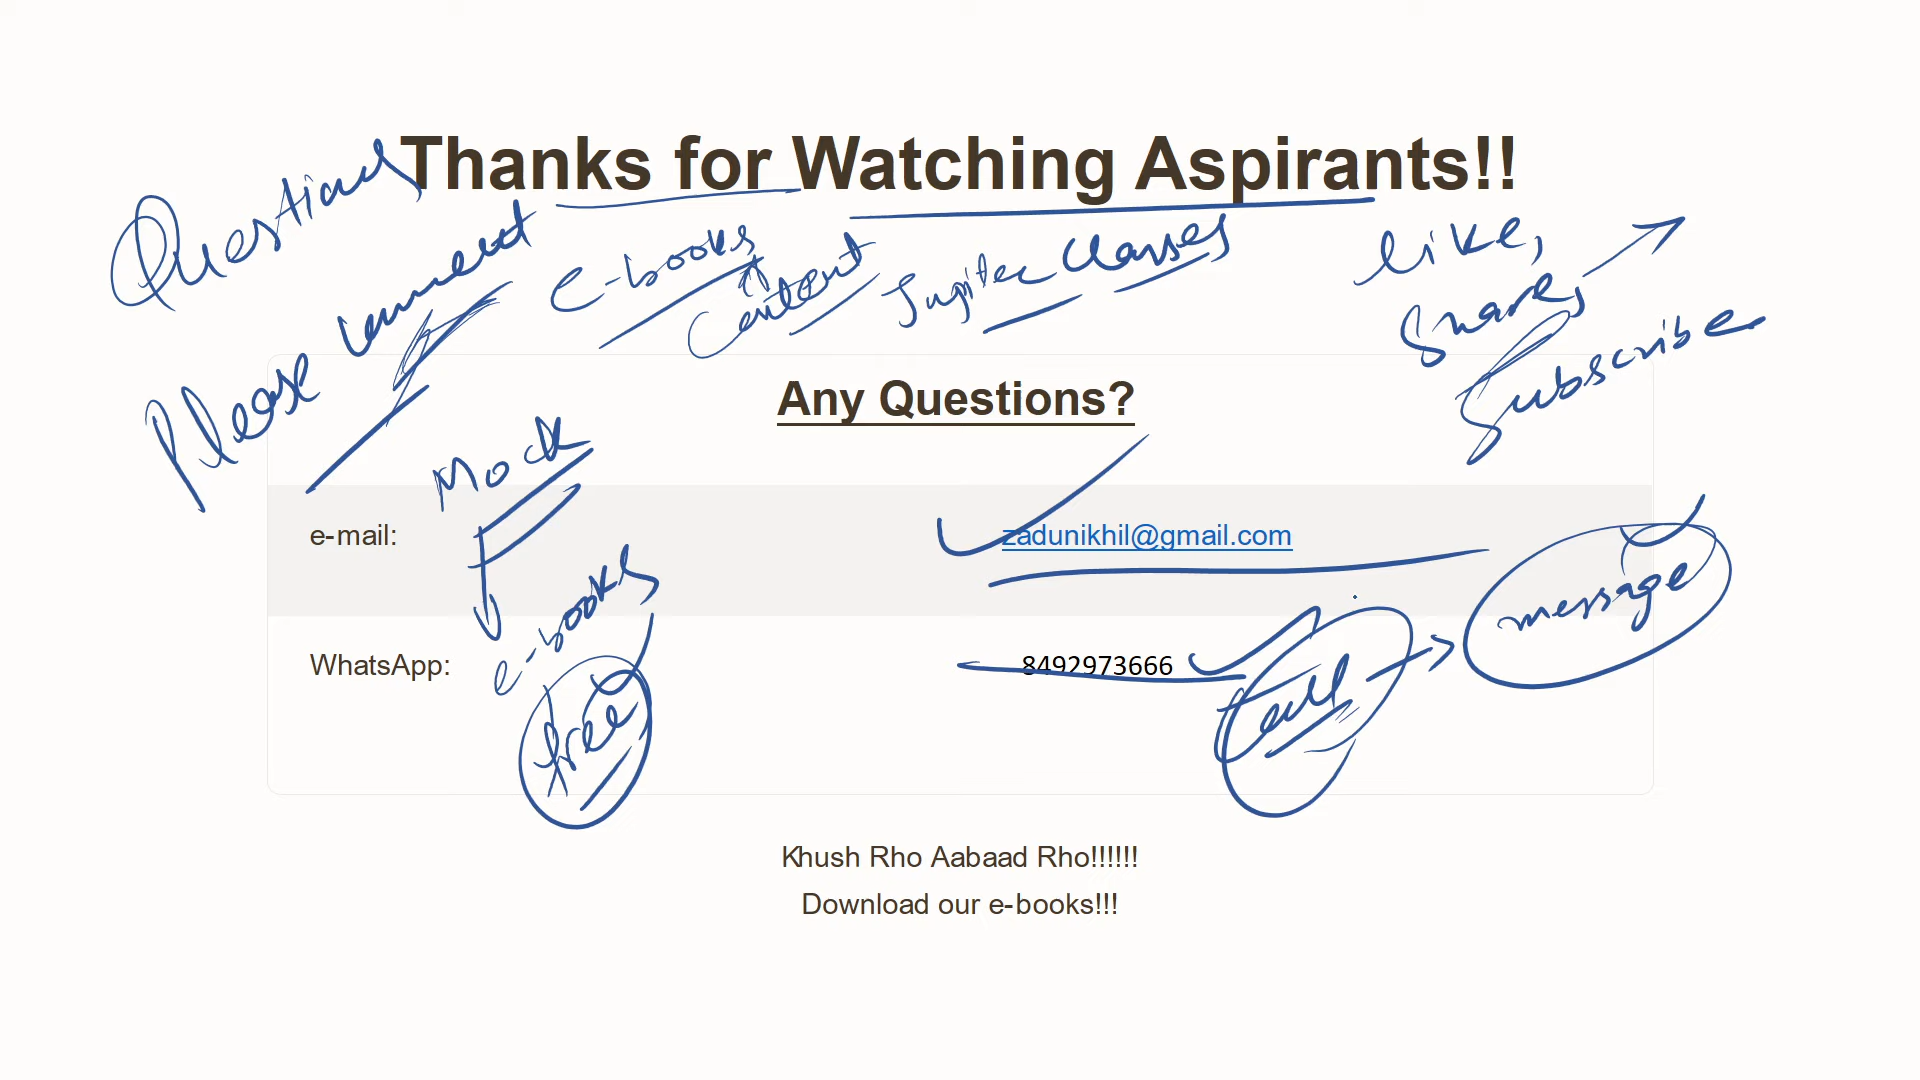 Thanks for Watching Aspirants!!
Questions
Please comment
e-books
Content
Jupiter Classes
like,
Share,
Subscribe
Any Questions?
Mock
e-mail: zadunikhil@gmail.com
e-books
free
message
WhatsApp: 8492973666
Call
Khush Rho Aabaad Rho!!!!!!
Download our e-books!!!